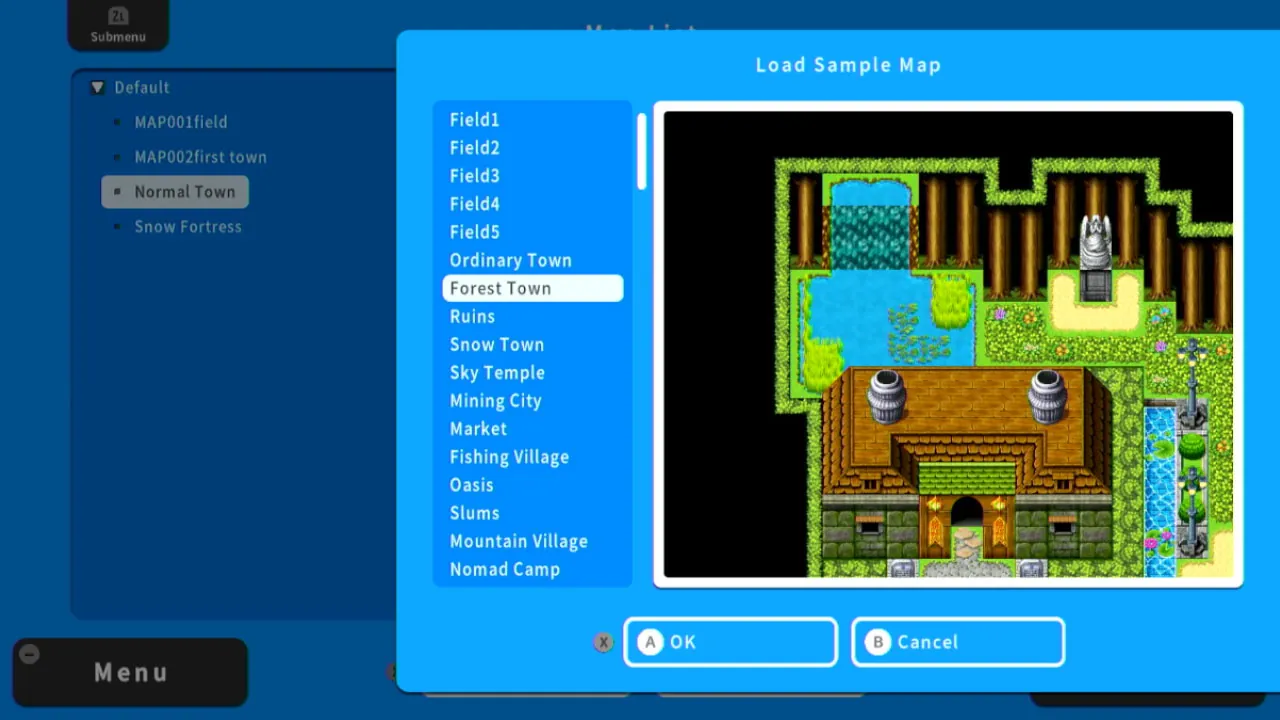 ZL
Submenu
Map List
Load Sample Map
Default
MAP001field
MAP002first town
Normal Town
Snow Fortress
Field1
Field2
Field3
Field4
Field5
Ordinary Town
Forest Town
Ruins
Snow Town
Sky Temple
Mining City
Market
Fishing Village
Oasis
Slums
Mountain Village
Nomad Camp
X
A OK
B Cancel
Menu